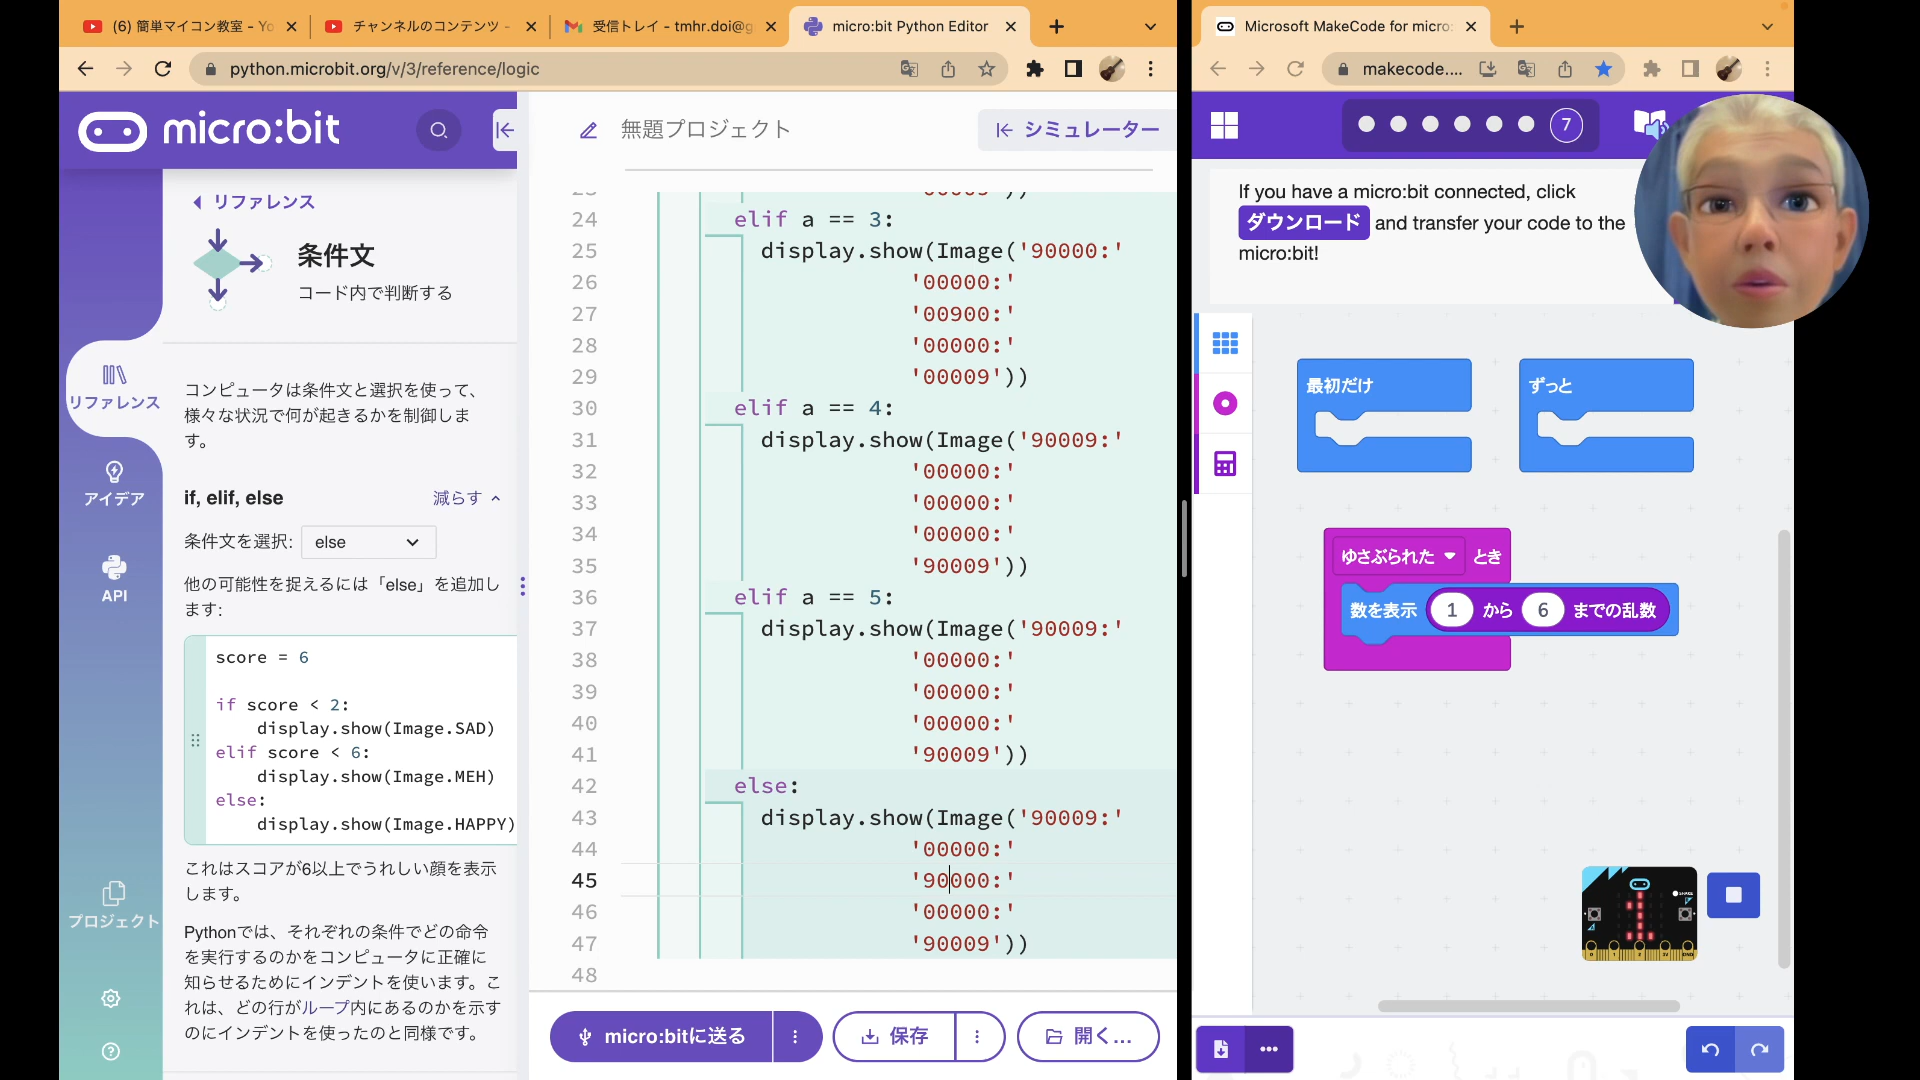 (6) 簡単マイコン教室 - Yo
チャンネルのコンテンツ -
受信トレイ - tmhr.doi@g
micro:bit Python Editor
python.microbit.org/v/3/reference/logic
micro:bit
リファレンス
条件文
コード内で判断する
リファレンス
アイデア
API
プロジェクト
コンピュータは条件文と選択を使って、
様々な状況で何が起きるかを制御しま
す。
if, elif, else
減らす
条件文を選択:
else
他の可能性を捉えるには「else」を追加し
ます:
score = 6
if score < 2:
display.show(Image.SAD)
elif score < 6:
display.show(Image.MEH)
else:
display.show(Image.HAPPY)
これはスコアが6以上でうれしい顔を表示
します。
Pythonでは、それぞれの条件でどの命令
を実行するのかをコンピュータに正確に
知らせるためにインデントを使います。こ
れは、どの行がループ内にあるのかを示す
のにインデントを使ったのと同様です。
無題プロジェクト
シミュレーター
23 '00009'))
24 elif a == 3:
25 display.show(Image('90000:'
26 '00000:'
27 '00900:'
28 '00000:'
29 '00009'))
30 elif a == 4:
31 display.show(Image('90009:'
32 '00000:'
33 '00000:'
34 '00000:'
35 '90009'))
36 elif a == 5:
37 display.show(Image('90009:'
38 '00000:'
39 '00000:'
40 '00000:'
41 '90009'))
42 else:
43 display.show(Image('90009:'
44 '00000:'
45 '90000:'
46 '00000:'
47 '90009'))
48
micro:bitに送る
保存
開く...
Microsoft MakeCode for micro:
makecode....
7
If you have a micro:bit connected, click
ダウンロード and transfer your code to the
micro:bit!
最初だけ
ずっと
ゆさぶられた とき
数を表示 1 から 6 までの乱数